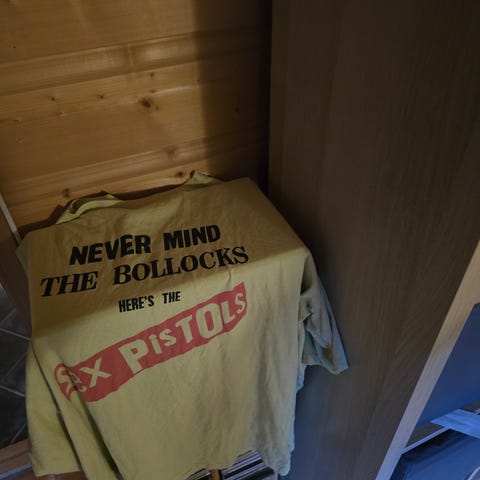 NEVER MIND
THE BOLLOCKS
HERE'S THE
SEX PISTOLS